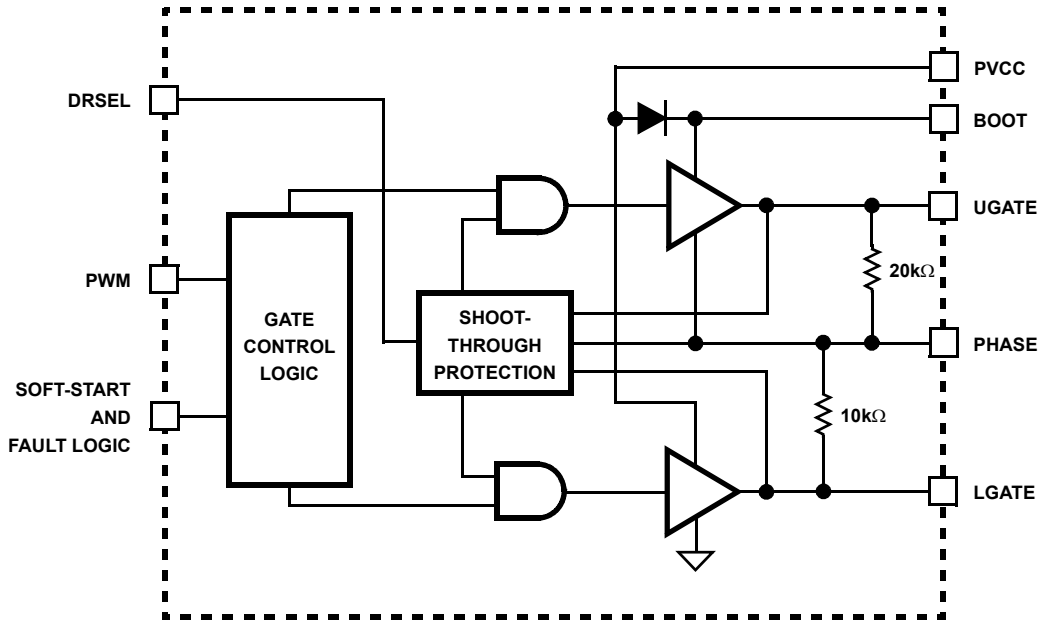 PVCC
DRSEL
BOOT
UGATE
20kΩ
PWM
GATE
CONTROL
LOGIC
SHOOT-
THROUGH
PROTECTION
PHASE
SOFT-START
AND
FAULT LOGIC
10kΩ
LGATE